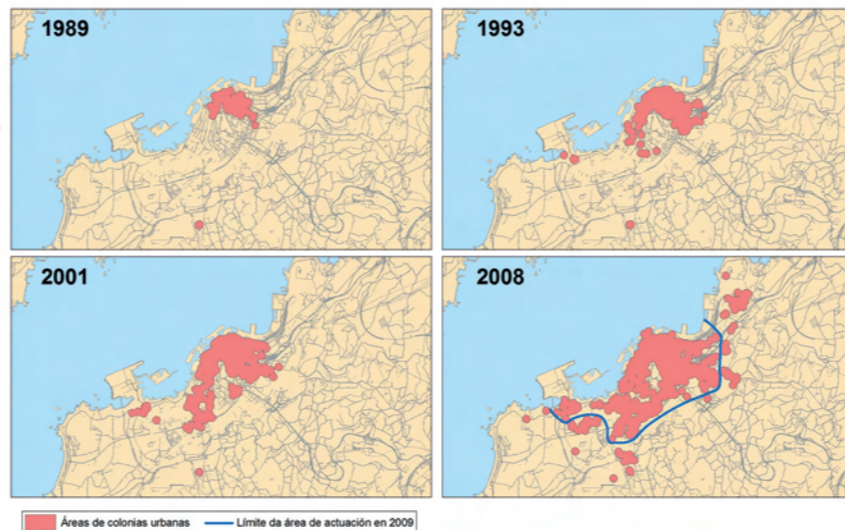 1989
1993
2001
2008
Áreas de colonias urbanas
Límite da área de actuación en 2009